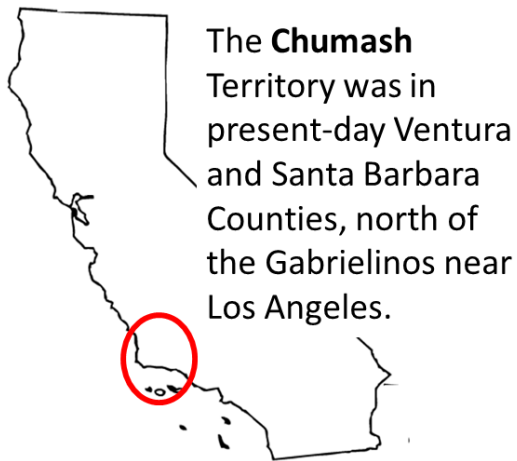 The Chumash
Territory was in
present-day Ventura
and Santa Barbara
Counties, north of
the Gabrielinos near
Los Angeles.